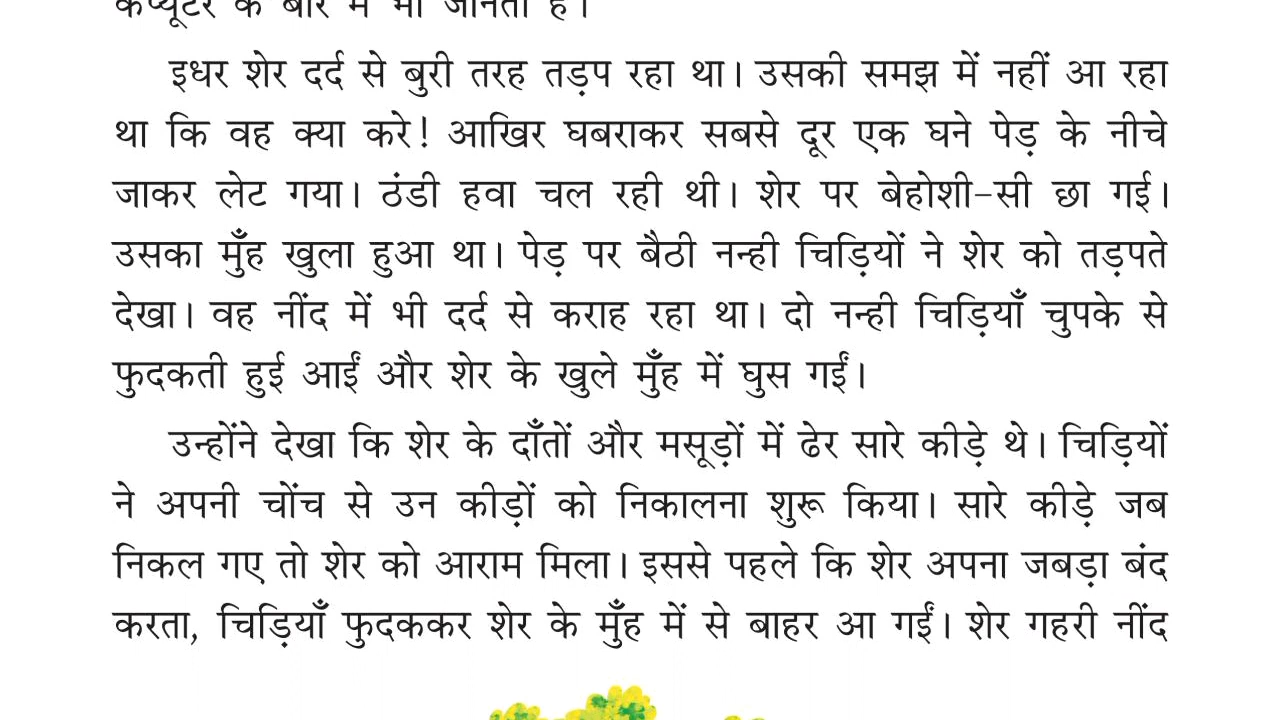 कंप्यूटर के बारे में भी जानता है।
इधर शेर दर्द से बुरी तरह तड़प रहा था। उसकी समझ में नहीं आ रहा
था कि वह क्या करे! आखिर घबराकर सबसे दूर एक घने पेड़ के नीचे
जाकर लेट गया। ठंडी हवा चल रही थी। शेर पर बेहोशी-सी छा गई।
उसका मुँह खुला हुआ था। पेड़ पर बैठी नन्ही चिड़ियों ने शेर को तड़पते
देखा। वह नींद में भी दर्द से कराह रहा था। दो नन्ही चिड़ियाँ चुपके से
फुदकती हुई आईं और शेर के खुले मुँह में घुस गईं।
उन्होंने देखा कि शेर के दाँतों और मसूड़ों में ढेर सारे कीड़े थे। चिड़ियों
ने अपनी चोंच से उन कीड़ों को निकालना शुरू किया। सारे कीड़े जब
निकल गए तो शेर को आराम मिला। इससे पहले कि शेर अपना जबड़ा बंद
करता, चिड़ियाँ फुदककर शेर के मुँह में से बाहर आ गईं। शेर गहरी नींद